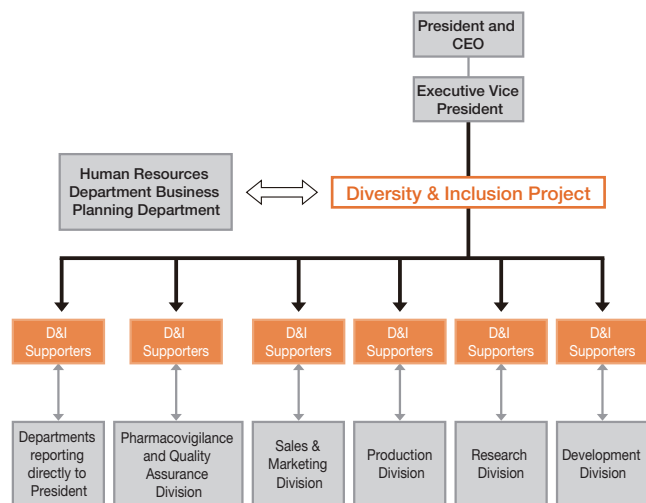 President and
CEO
Executive Vice
President
Human Resources
Department Business
Planning Department
Diversity & Inclusion Project
D&I
Supporters
D&I
Supporters
D&I
Supporters
D&I
Supporters
D&I
Supporters
D&I
Supporters
Departments
reporting
directly to
President
Pharmacovigilance
and Quality
Assurance
Division
Sales &
Marketing
Division
Production
Division
Research
Division
Development
Division